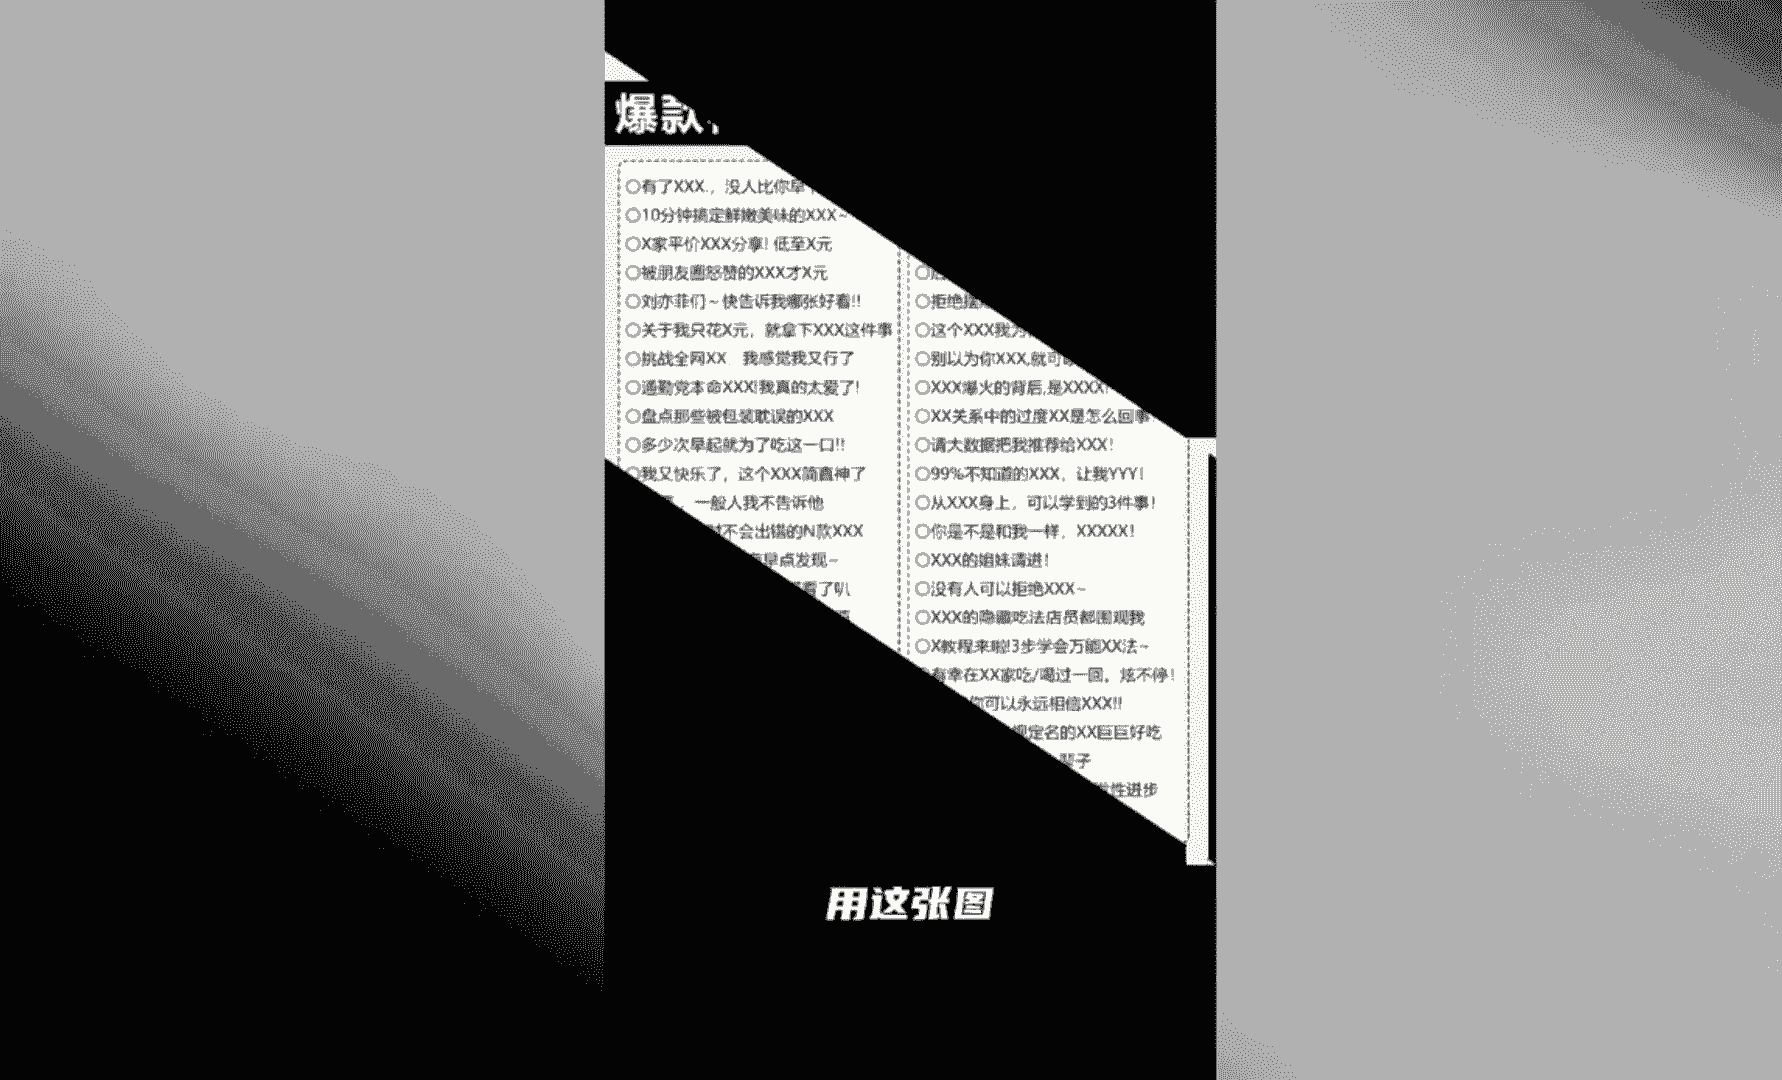 爆款
○有了XXX.，没人比你早
○10分钟搞定鲜嫩美味的XXX~
○X家平价XXX分享! 低至X元
○被朋友圈怒赞的XXX才X元
○刘亦菲们~快告诉我哪张好看!!
○关于我只花X元，就拿下XXX这件事
○挑战全网XX 我感觉我又行了
○通勤党本命XXX!我真的太爱了!
○盘点那些被包装耽误的XXX
○多少次早起就为了吃这一口!!
○我又快乐了，这个XXX简直神了
，一般人我不告诉他
不会出错的N款XXX
早点发现~
看了叭
○拒绝
○这个XXX我为
○别以为你XXX,就可
○XXX爆火的背后,是XXXX!
○XX关系中的过度XX是怎么回事
○请大数据把我推荐给XXX!
○99%不知道的XXX，让我YYY!
○从XXX身上，可以学到的3件事!
○你是不是和我一样，XXXXX!
○XXX的姐妹请进!
○没有人可以拒绝XXX~
○XXX的隐藏吃法店员都围观我
○X教程来啦!3步学会万能XX法~
有幸在XX家吃/喝过一回，炫不停!
你可以永远相信XXX!!
规定名的XX巨巨好吃
辈子
性进步
用这张图